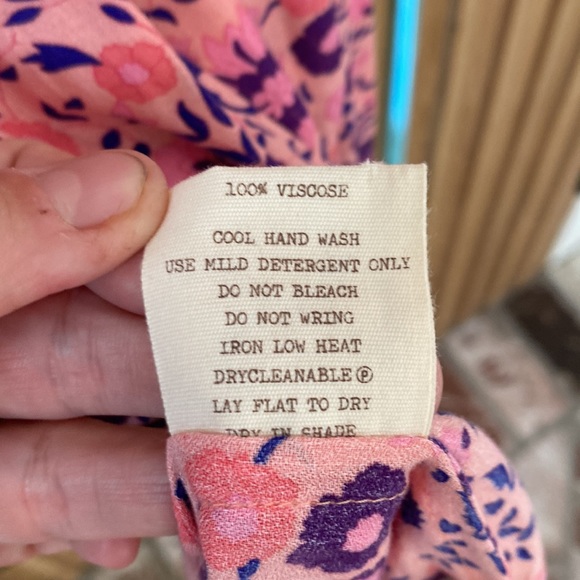 100% VISCOSE
COOL HAND WASH
USE MILD DETERGENT ONLY
DO NOT BLEACH
DO NOT WRING
IRON LOW HEAT
DRYCLEANABLE Ⓟ
LAY FLAT TO DRY
DRY IN SHADE